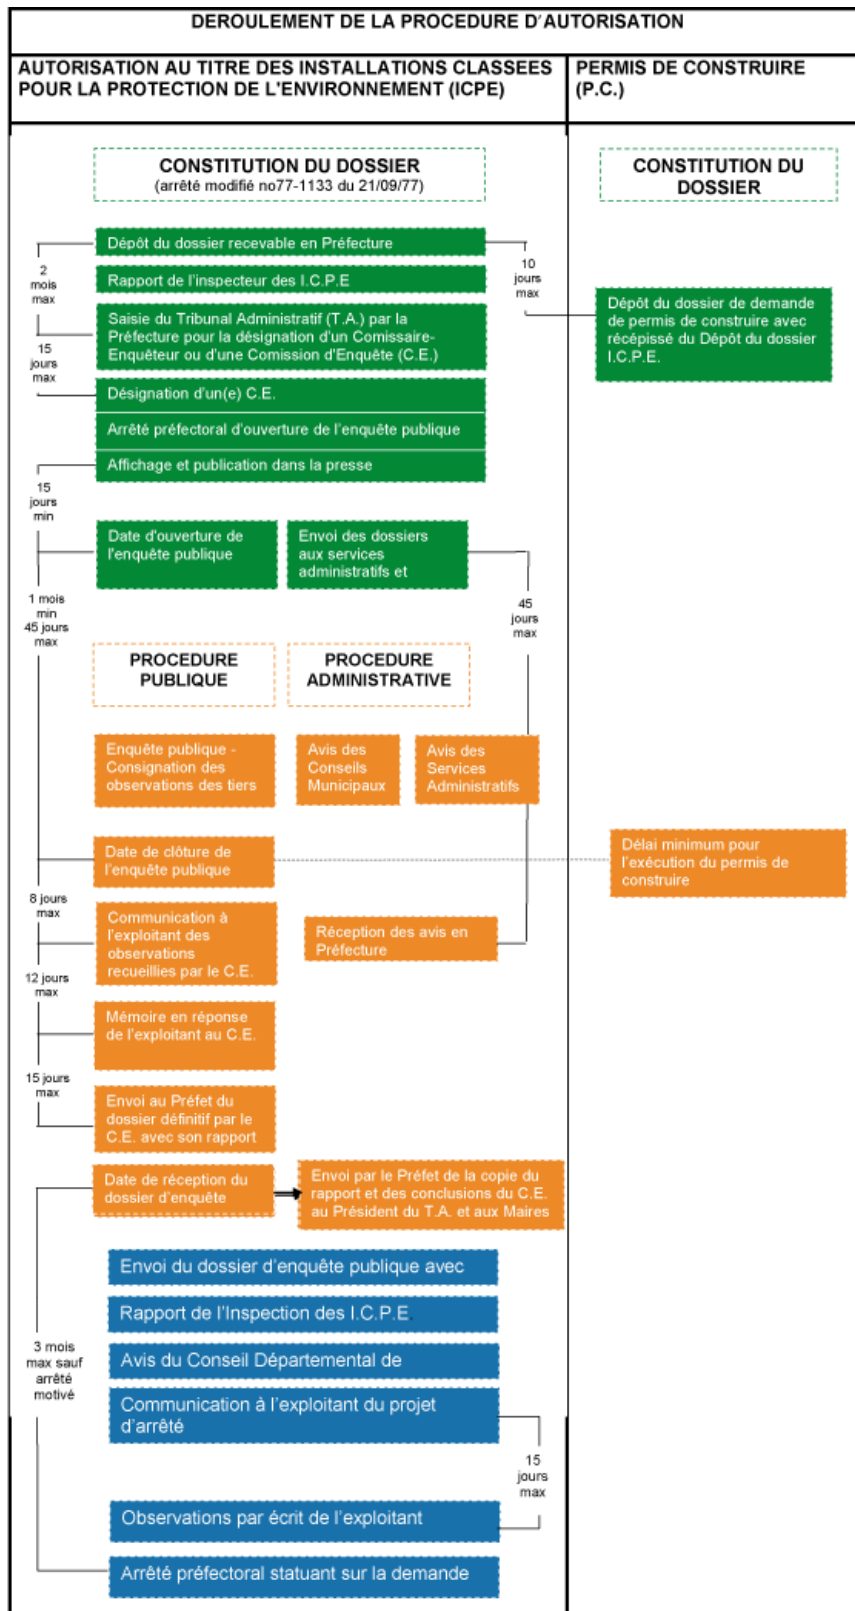 DEROULEMENT DE LA PROCEDURE D'AUTORISATION
AUTORISATION AU TITRE DES INSTALLATIONS CLASSEES
POUR LA PROTECTION DE L'ENVIRONNEMENT (ICPE)
PERMIS DE CONSTRUIRE
(P.C.)
CONSTITUTION DU DOSSIER
(arrêté modifié no77-1133 du 21/09/77)
CONSTITUTION DU
DOSSIER
Dépôt du dossier recevable en Préfecture
2
mois
max
10
jours
max
Rapport de l'inspecteur des I.C.P.E
Saisie du Tribunal Administratif (T.A.) par la
Préfecture pour la désignation d'un Comissaire-
Enquêteur ou d'une Comission d'Enquête (C.E.)
Dépôt du dossier de demande
de permis de construire avec
récépissé du Dépôt du dossier
I.C.P.E.
15
jours
max
Désignation d'un(e) C.E.
Arrêté préfectoral d'ouverture de l'enquête publique
Affichage et publication dans la presse
15
jours
min
Date d'ouverture de
l'enquête publique
Envoi des dossiers
aux services
administratifs et
1 mois
min
45 jours
max
45
jours
max
PROCEDURE
PUBLIQUE
PROCEDURE
ADMINISTRATIVE
Enquête publique -
Consignation des
observations des tiers
Avis des
Conseils
Municipaux
Avis des
Services
Administratifs
Date de clôture de
l'enquête publique
Délai minimum pour
l'exécution du permis de
construire
8 jours
max
Communication à
l'exploitant des
observations
recueillies par le C.E.
Réception des avis en
Préfecture
12 jours
max
Mémoire en réponse
de l'exploitant au C.E.
15 jours
max
Envoi au Préfet du
dossier définitif par le
C.E. avec son rapport
Date de réception du
dossier d'enquête
Envoi par le Préfet de la copie du
rapport et des conclusions du C.E.
au Président du T.A. et aux Maires
Envoi du dossier d'enquête publique avec
Rapport de l'Inspection des I.C.P.E.
3 mois
max sauf
arrêté
motivé
Avis du Conseil Départemental de
Communication à l'exploitant du projet
d'arrêté
15
jours
max
Observations par écrit de l'exploitant
Arrêté préfectoral statuant sur la demande